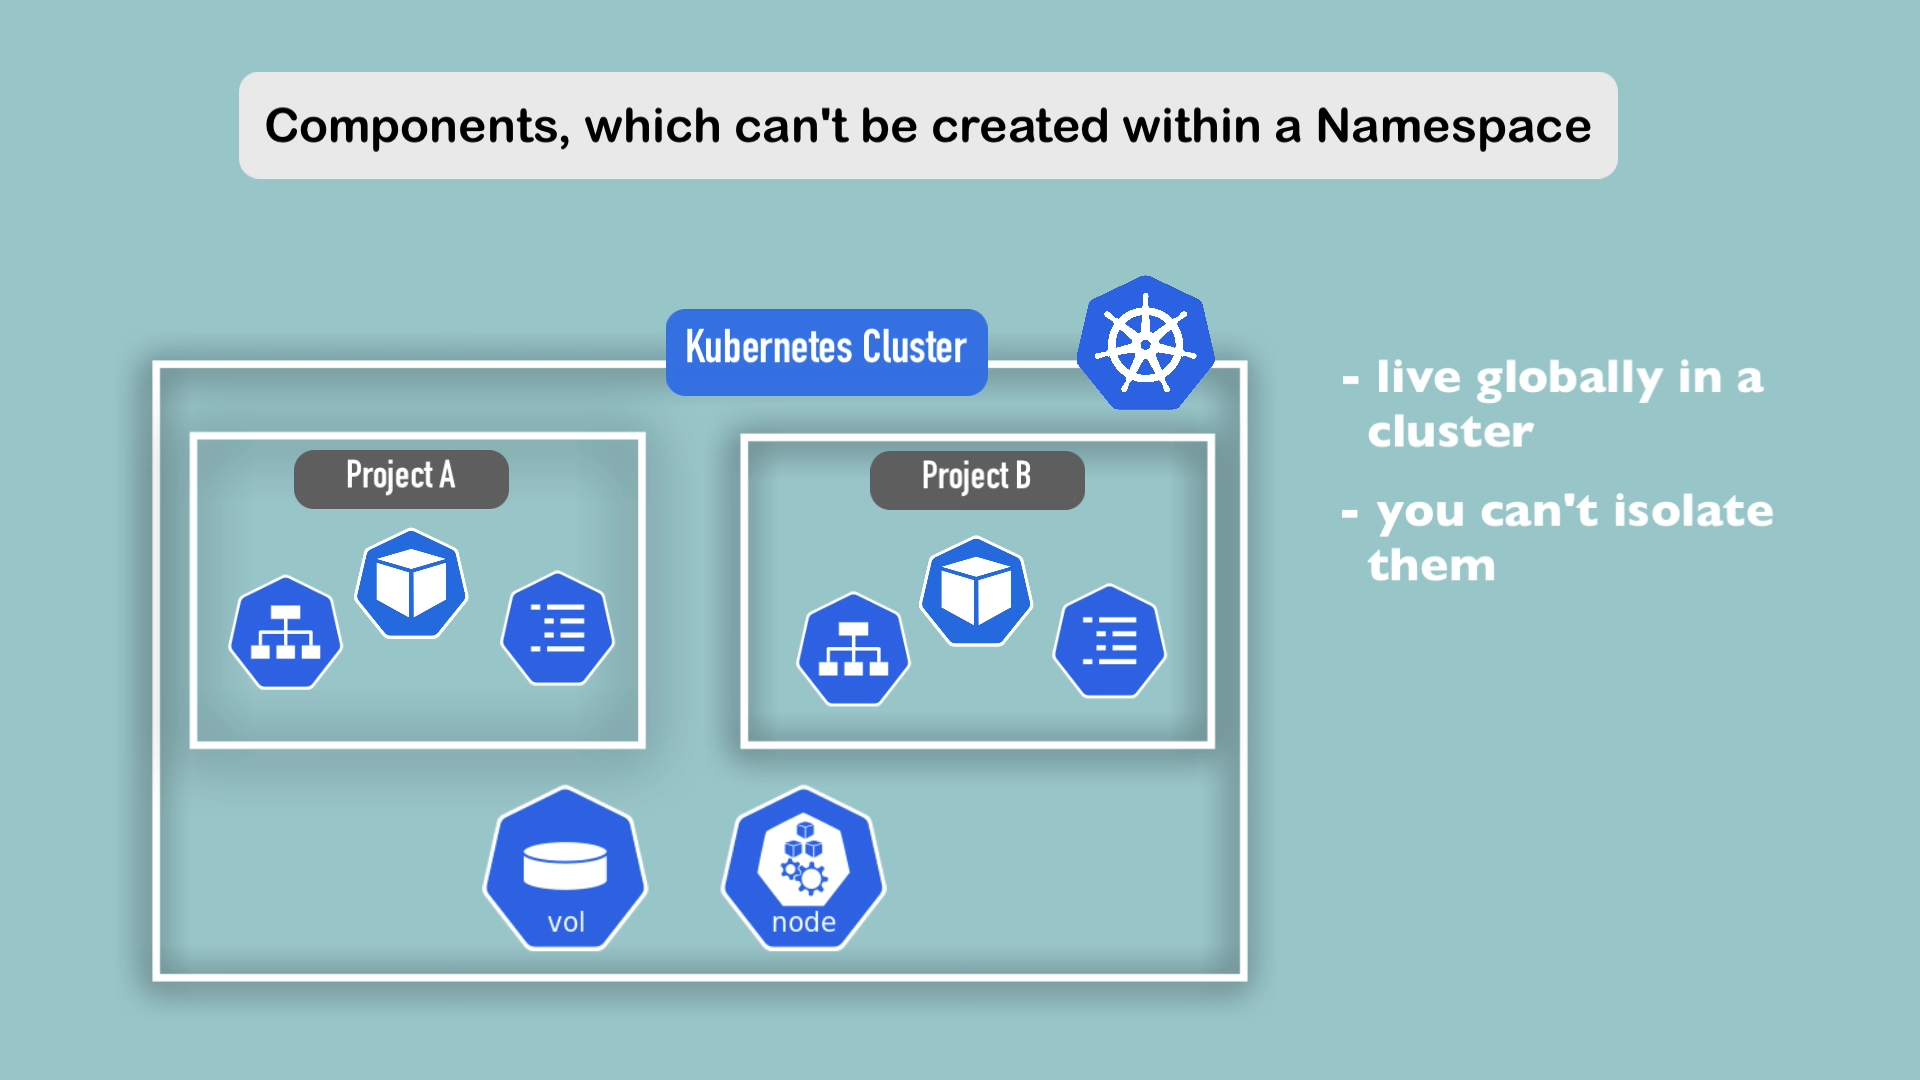 Components, which can't be created within a Namespace
Kubernetes Cluster
- live globally in a
cluster
- you can't isolate
them
Project A
Project B
vol
node